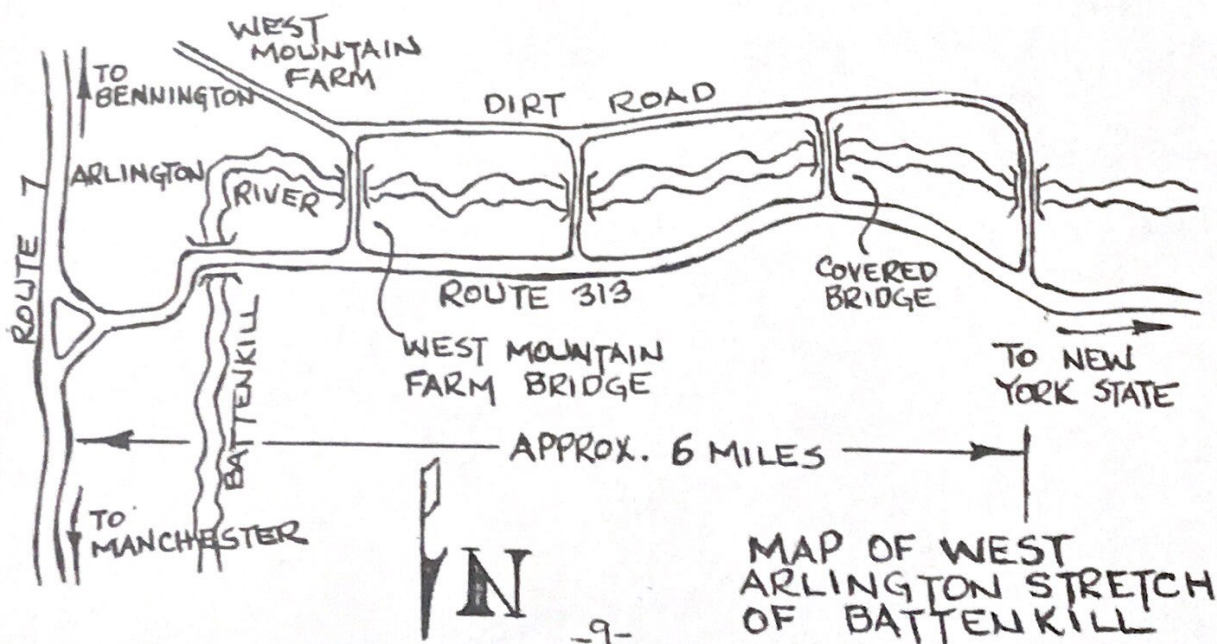 WEST
MOUNTAIN
FARM
TO
BENNINGTON
DIRT ROAD
ARLINGTON
RIVER
ROUTE 7
COVERED
BRIDGE
ROUTE 313
BATTENKILL
WEST MOUNTAIN
FARM BRIDGE
TO NEW
YORK STATE
APPROX. 6 MILES
TO
MANCHESTER
N
MAP OF WEST
ARLINGTON STRETCH
OF BATTENKILL
-9-